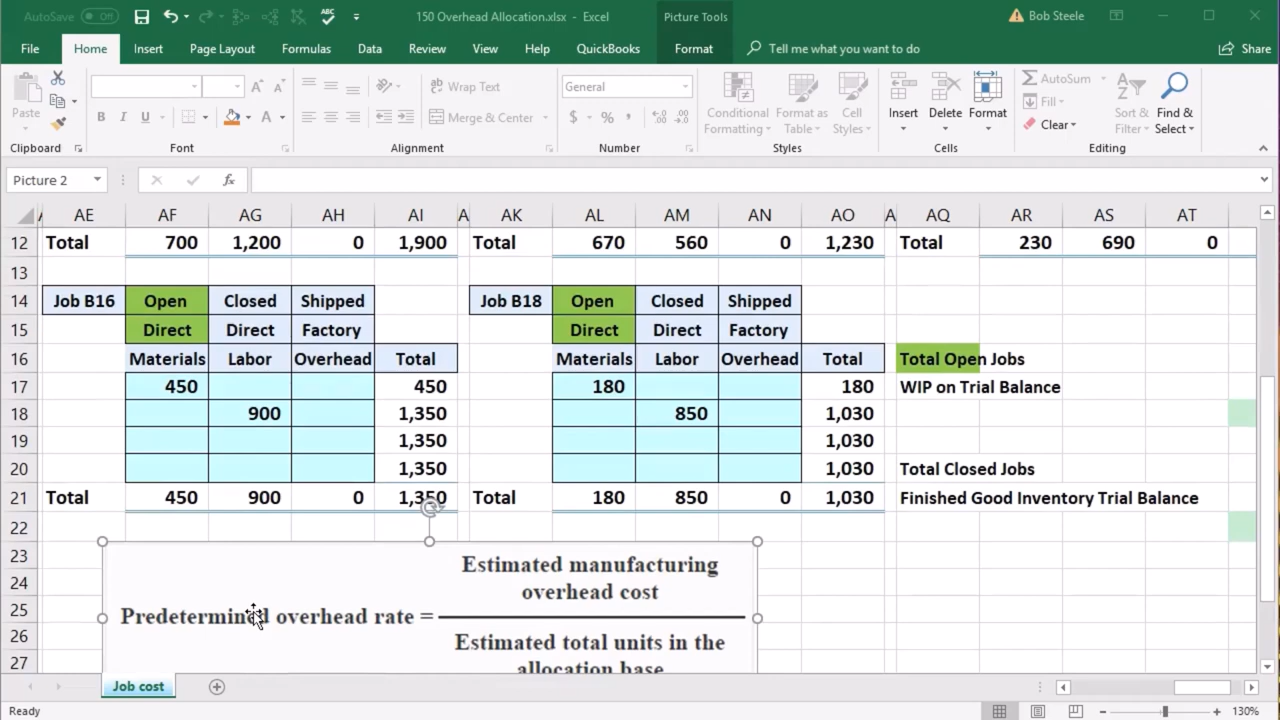 AutoSave Off 150 Overhead Allocation.xlsx - Excel Picture Tools Bob Steele
File Home Insert Page Layout Formulas Data Review View Help QuickBooks Format Tell me what you want to do Share
Paste Wrap Text General Conditional Formatting Format as Table Cell Styles Insert Delete Format AutoSum Sort & Filter Find & Select
B I U Merge & Center $ % , Fill
Clear
Clipboard Font Alignment Number Styles Cells Editing
Picture 2 fx
A AE AF AG AH AI A AK AL AM AN AO A AQ AR AS AT
12 Total 700 1,200 0 1,900 Total 670 560 0 1,230 Total 230 690 0
13
14 Job B16 Open Closed Shipped Job B18 Open Closed Shipped
15 Direct Direct Factory Direct Direct Factory
16 Materials Labor Overhead Total Materials Labor Overhead Total Total Open Jobs
17 450 450 180 180 WIP on Trial Balance
18 900 1,350 850 1,030
19 1,350 1,030
20 1,350 1,030 Total Closed Jobs
21 Total 450 900 0 1,350 Total 180 850 0 1,030 Finished Good Inventory Trial Balance
22
23 Estimated manufacturing
24 overhead cost
25 Predetermined overhead rate =
26 Estimated total units in the
27 allocation base
Job cost
Ready 130%